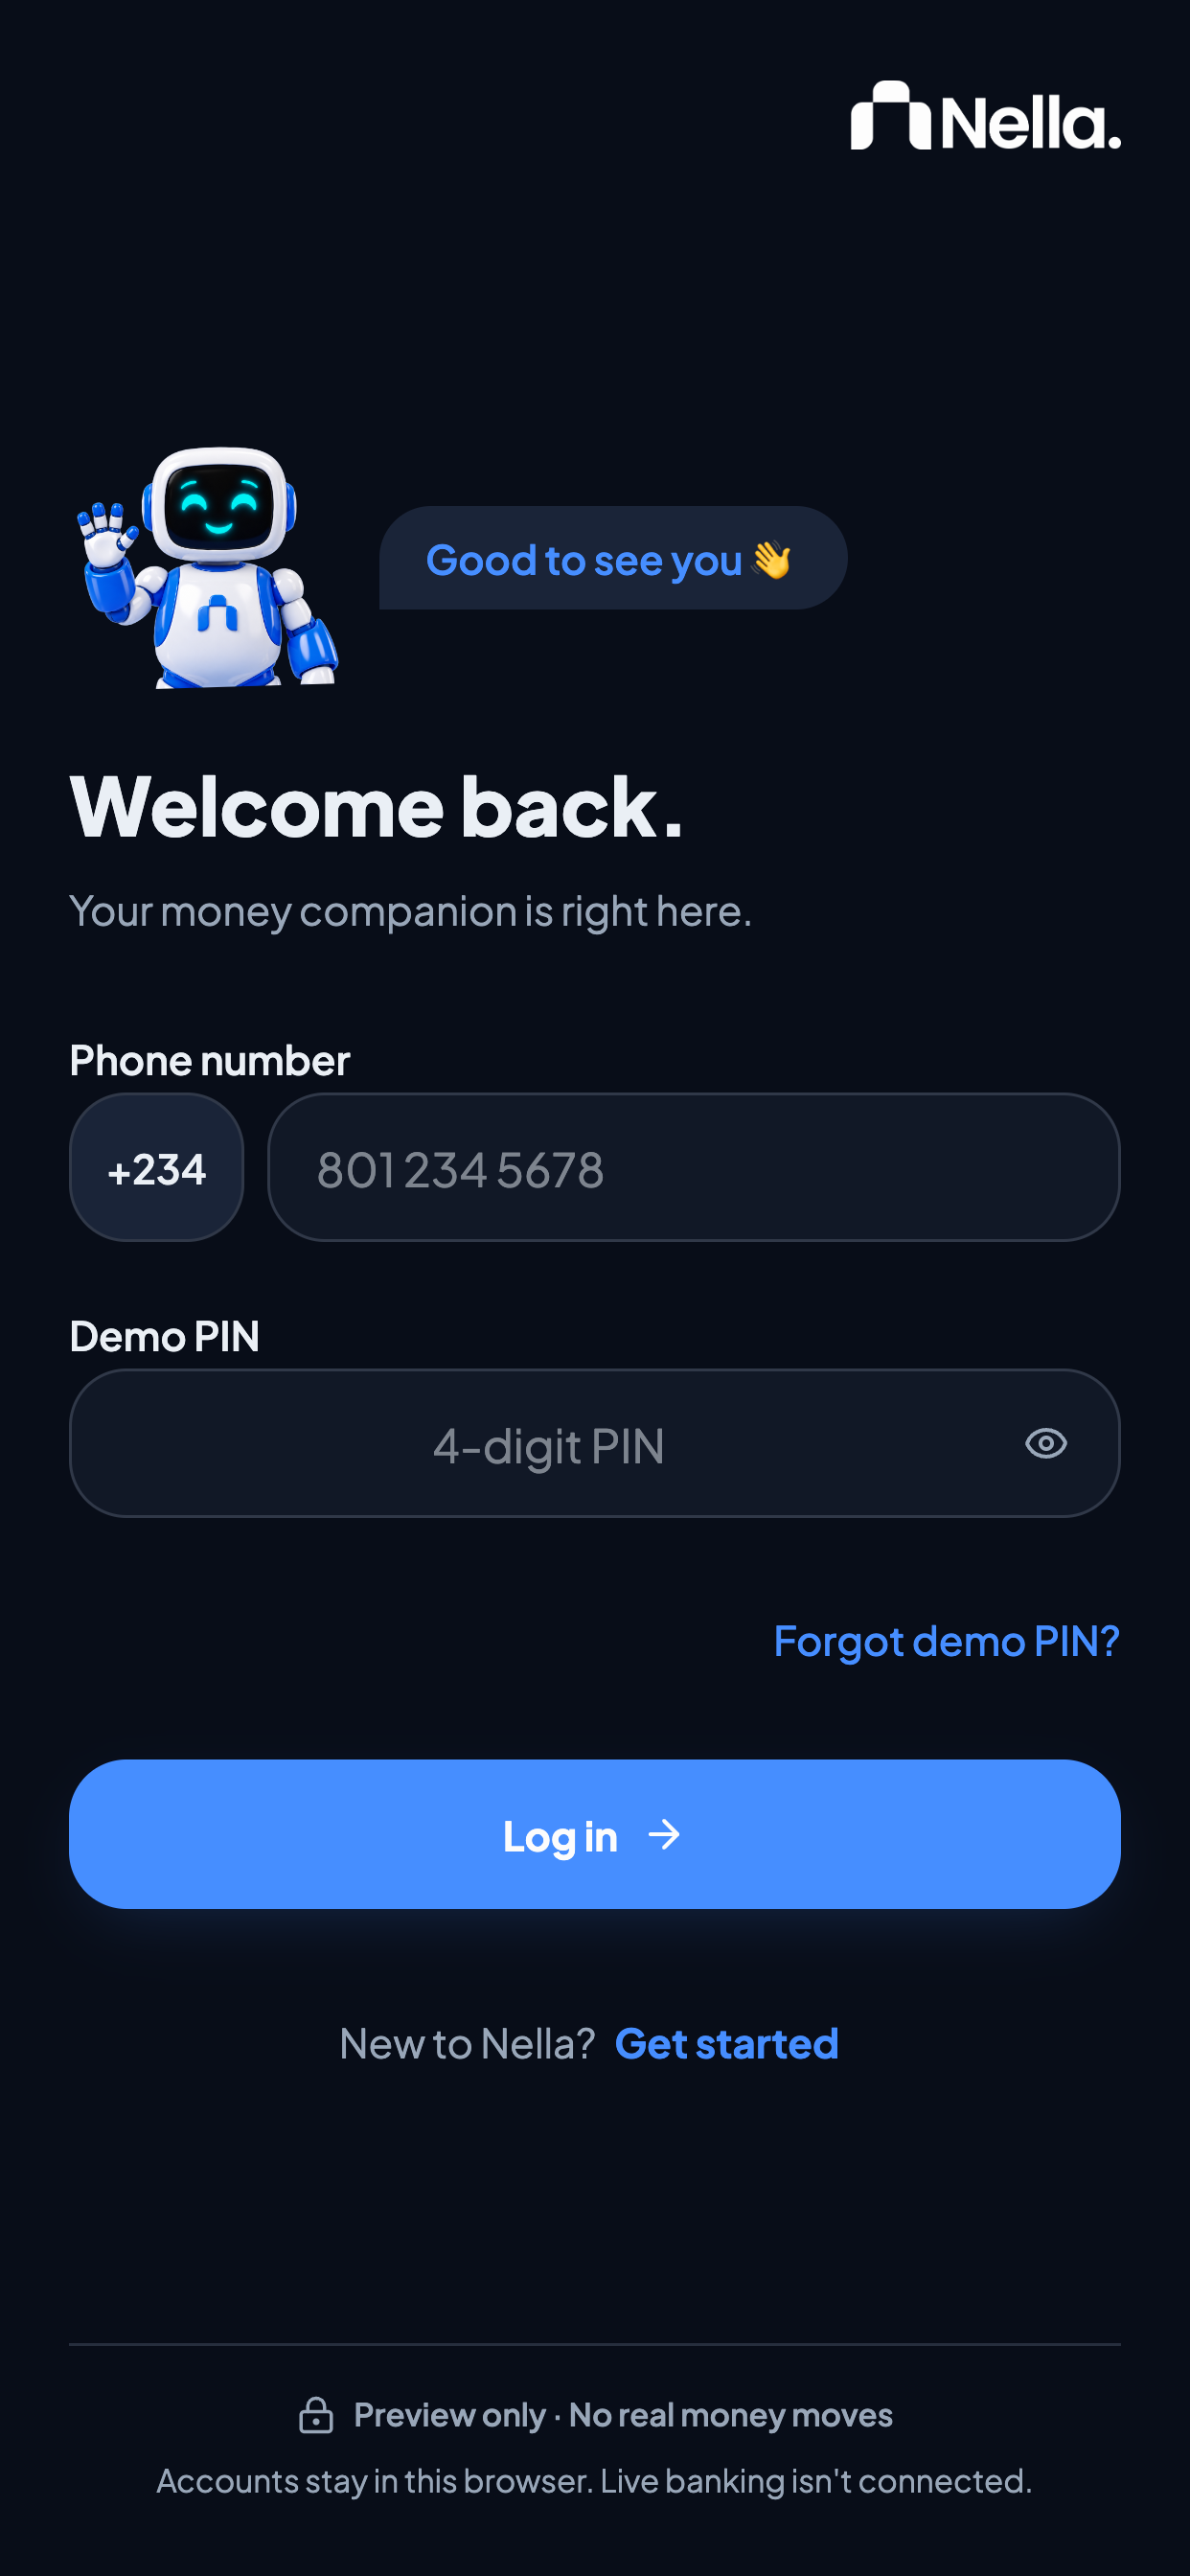 Nella.
Good to see you 👋
Welcome back.
Your money companion is right here.
Phone number
+234
801 234 5678
Demo PIN
4-digit PIN
Forgot demo PIN?
Log in →
New to Nella? Get started
Preview only · No real money moves
Accounts stay in this browser. Live banking isn't connected.